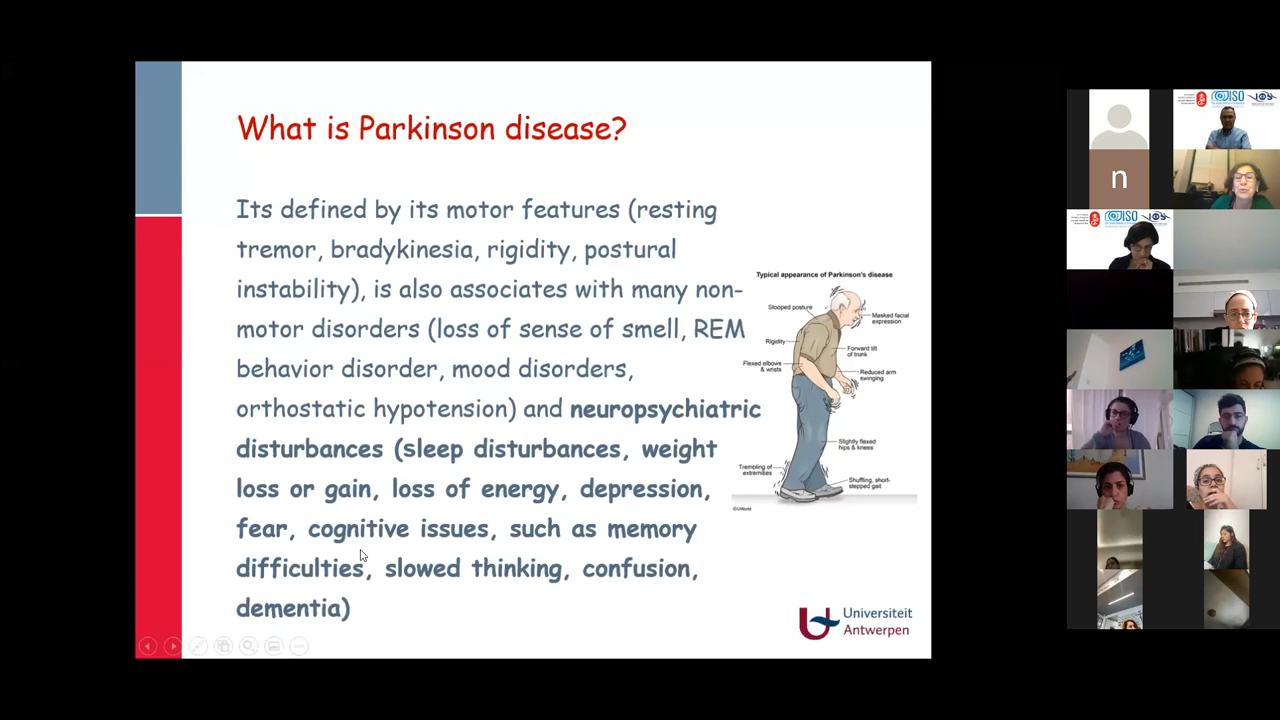 What is Parkinson disease?
Its defined by its motor features (resting
tremor, bradykinesia, rigidity, postural
instability), is also associates with many non-
motor disorders (loss of sense of smell, REM
behavior disorder, mood disorders,
orthostatic hypotension) and neuropsychiatric
disturbances (sleep disturbances, weight
loss or gain, loss of energy, depression,
fear, cognitive issues, such as memory
difficulties, slowed thinking, confusion,
dementia)
Typical appearance of Parkinson's disease
Stooped posture
Masked facial
expression
Rigidity
Forward tilt
of trunk
Flexed elbows
& wrists
Reduced arm
swinging
Slightly flexed
hips & knees
Trembling of
extremities
Shuffling, short-
stepped gait
©UWorld
Universiteit
Antwerpen
n
ISO
ISO